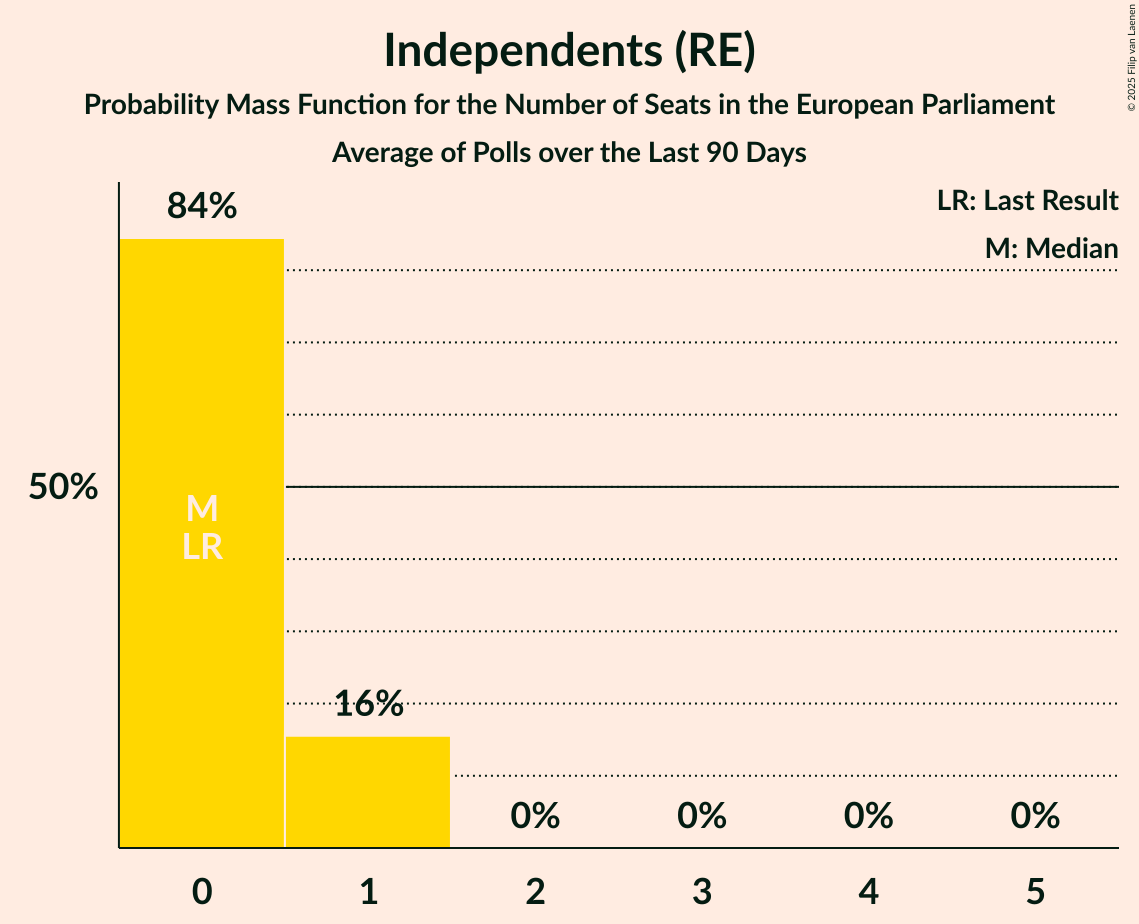 Independents (RE)
Probability Mass Function for the Number of Seats in the European Parliament
Average of Polls over the Last 90 Days
© 2025 Filip van Laenen
LR: Last Result
M: Median
84%
50%
M
LR
16%
0% 0% 0% 0%
0 1 2 3 4 5